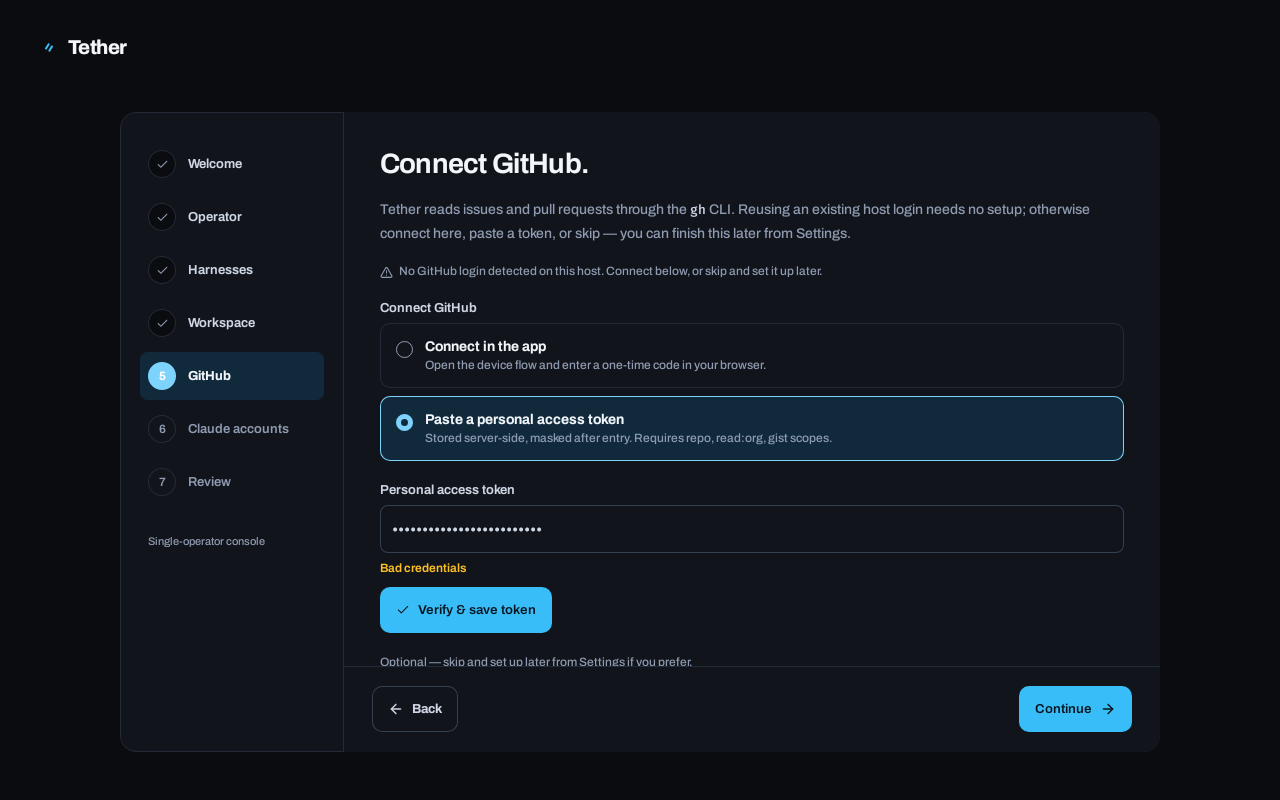 Tether
Welcome
Operator
Harnesses
Workspace
5 GitHub
6 Claude accounts
7 Review
Single-operator console
Connect GitHub.
Tether reads issues and pull requests through the gh CLI. Reusing an existing host login needs no setup; otherwise
connect here, paste a token, or skip — you can finish this later from Settings.
No GitHub login detected on this host. Connect below, or skip and set it up later.
Connect GitHub
Connect in the app
Open the device flow and enter a one-time code in your browser.
Paste a personal access token
Stored server-side, masked after entry. Requires repo, read:org, gist scopes.
Personal access token
•••••••••••••••••••••••••
Bad credentials
Verify & save token
Optional — skip and set up later from Settings if you prefer.
Back
Continue